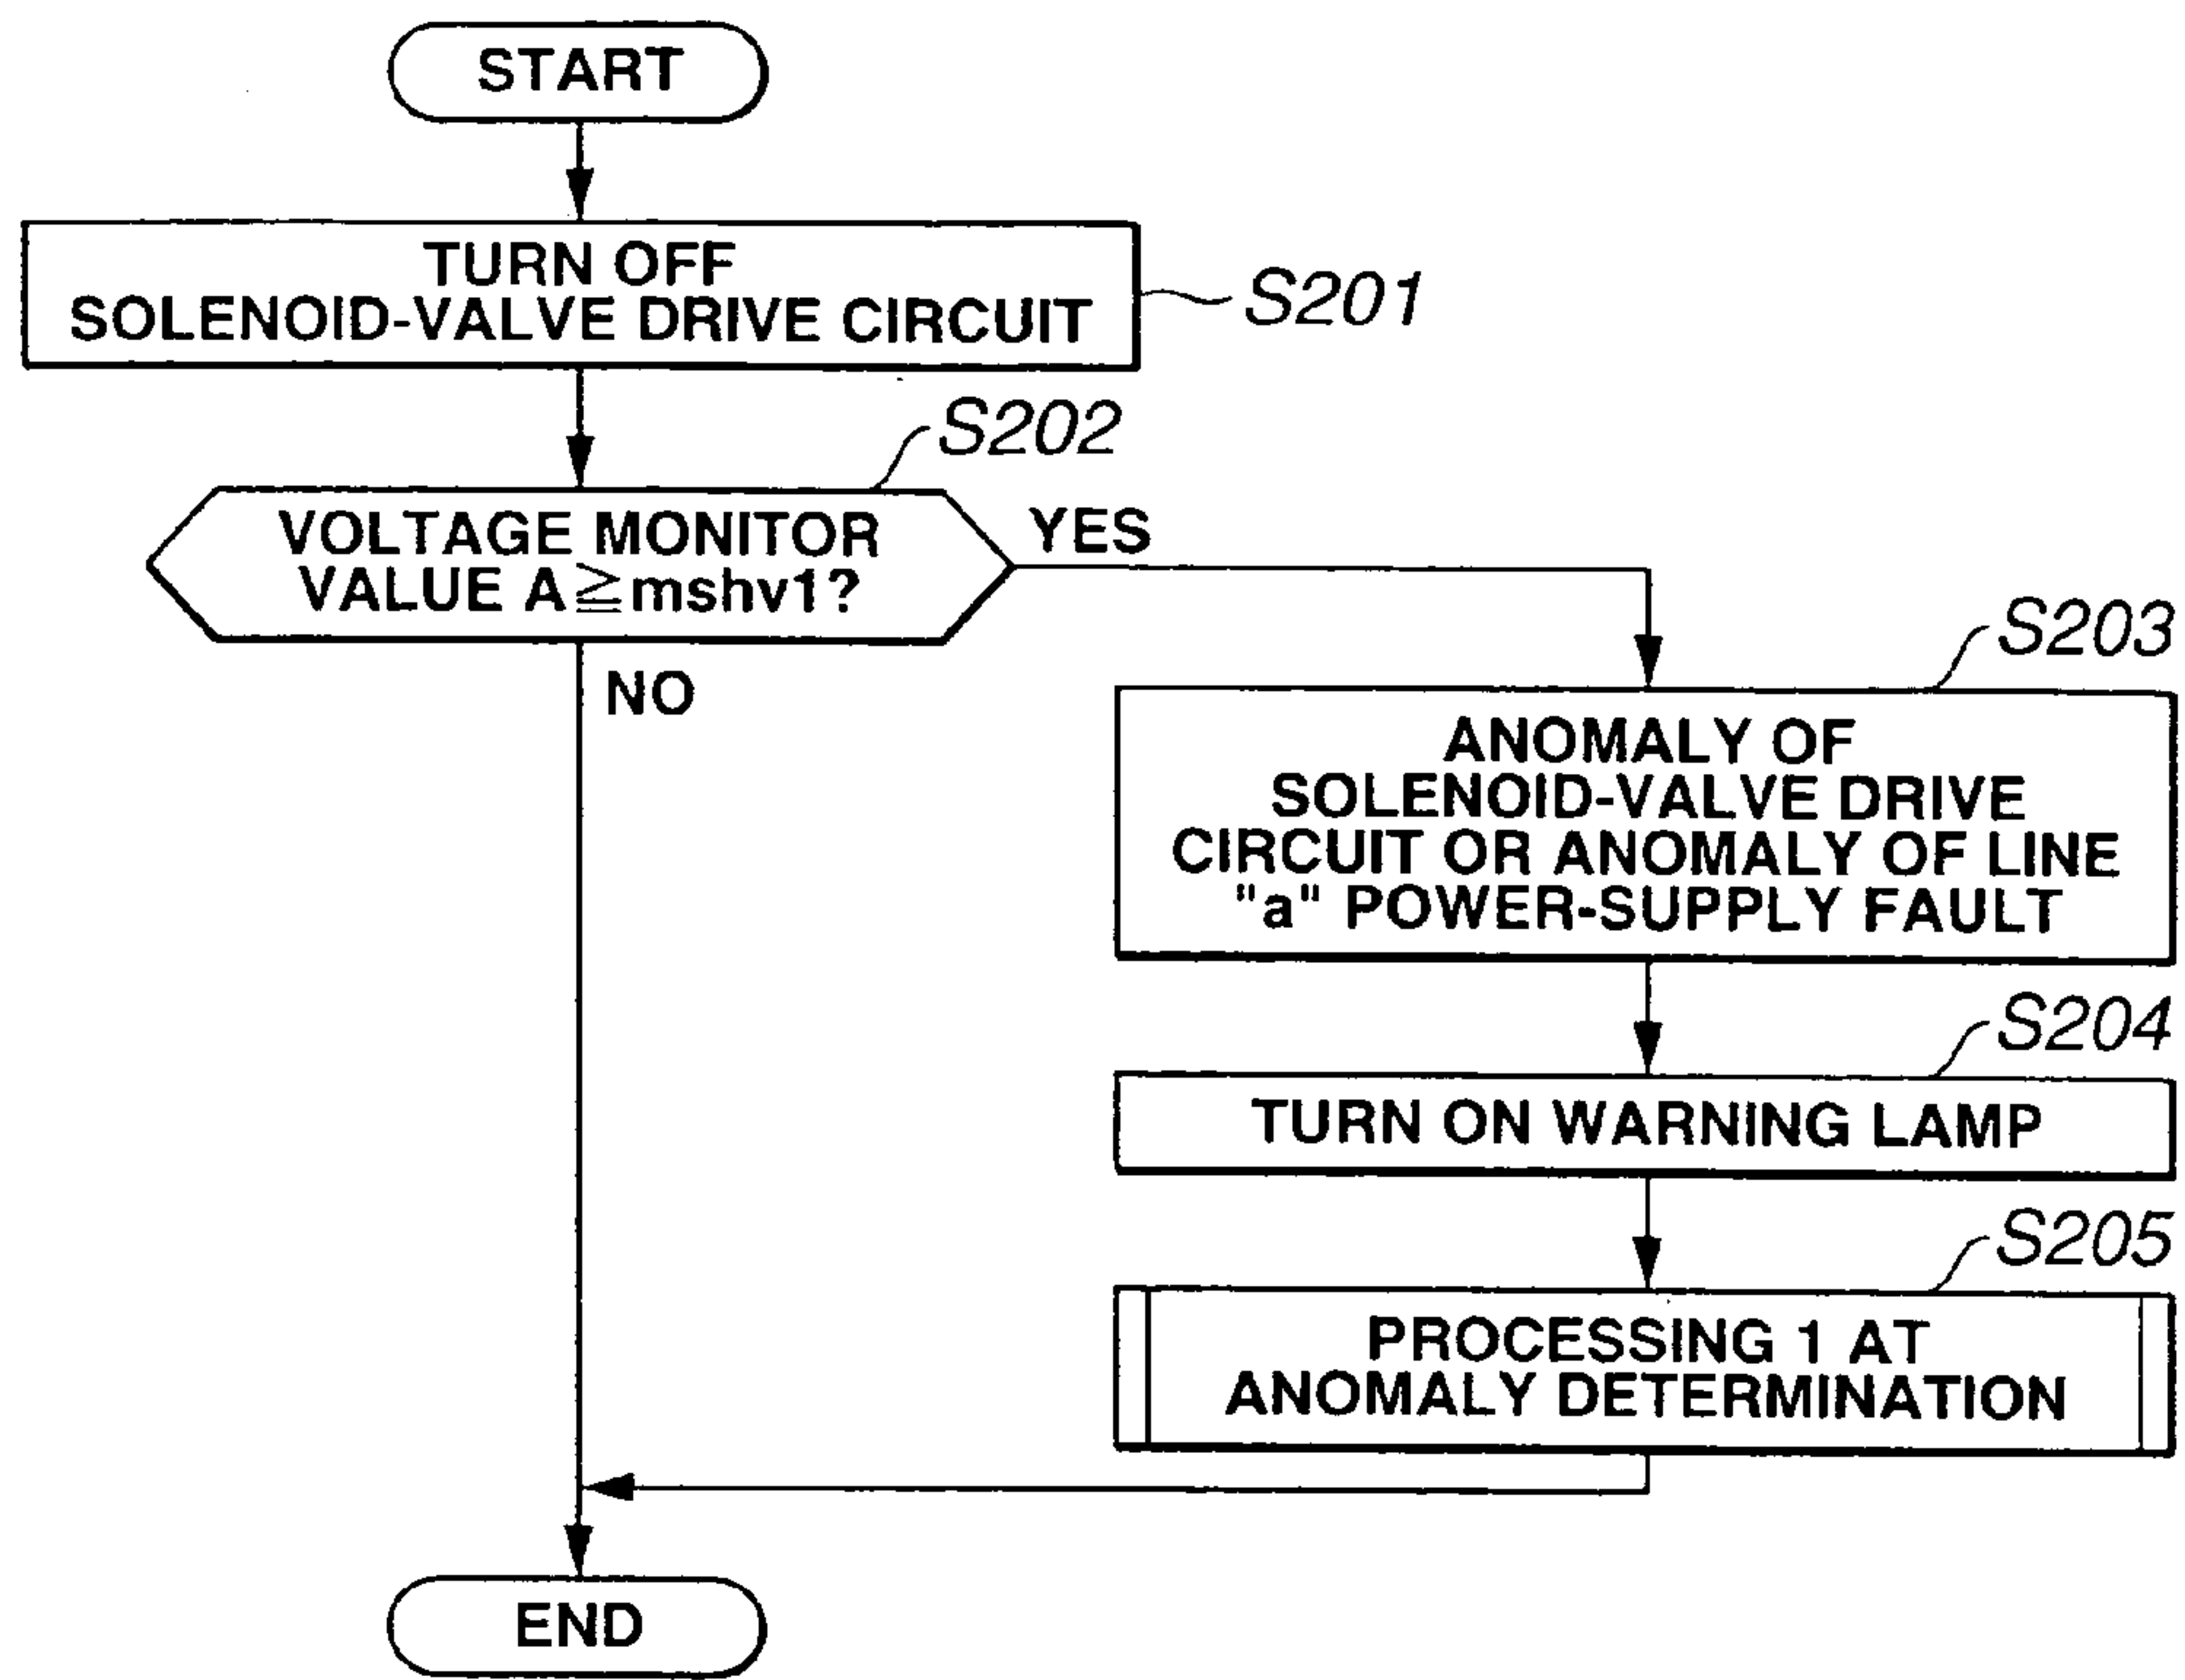 START
TURN OFF
SOLENOID-VALVE DRIVE CIRCUIT
S201
S202
VOLTAGE MONITOR
VALUE A≧mshv1?
YES
NO
S203
ANOMALY OF
SOLENOID-VALVE DRIVE
CIRCUIT OR ANOMALY OF LINE
"a" POWER-SUPPLY FAULT
S204
TURN ON WARNING LAMP
S205
PROCESSING 1 AT
ANOMALY DETERMINATION
END